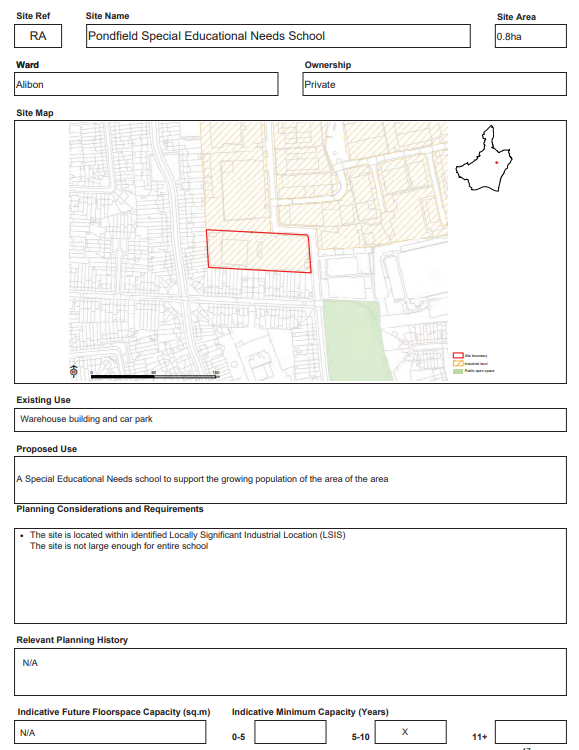 Site Ref Site Name Site Area
RA Pondfield Special Educational Needs School 0.8ha
Ward Ownership
Alibon Private
Site Map
Site boundary
Industrial land
Public open space
0
Existing Use
Warehouse building and car park
Proposed Use
A Special Educational Needs school to support the growing population of the area of the area
Planning Considerations and Requirements
• The site is located within identified Locally Significant Industrial Location (LSIS)
The site is not large enough for entire school
Relevant Planning History
N/A
Indicative Future Floorspace Capacity (sq.m) Indicative Minimum Capacity (Years)
N/A 0-5 5-10 X 11+